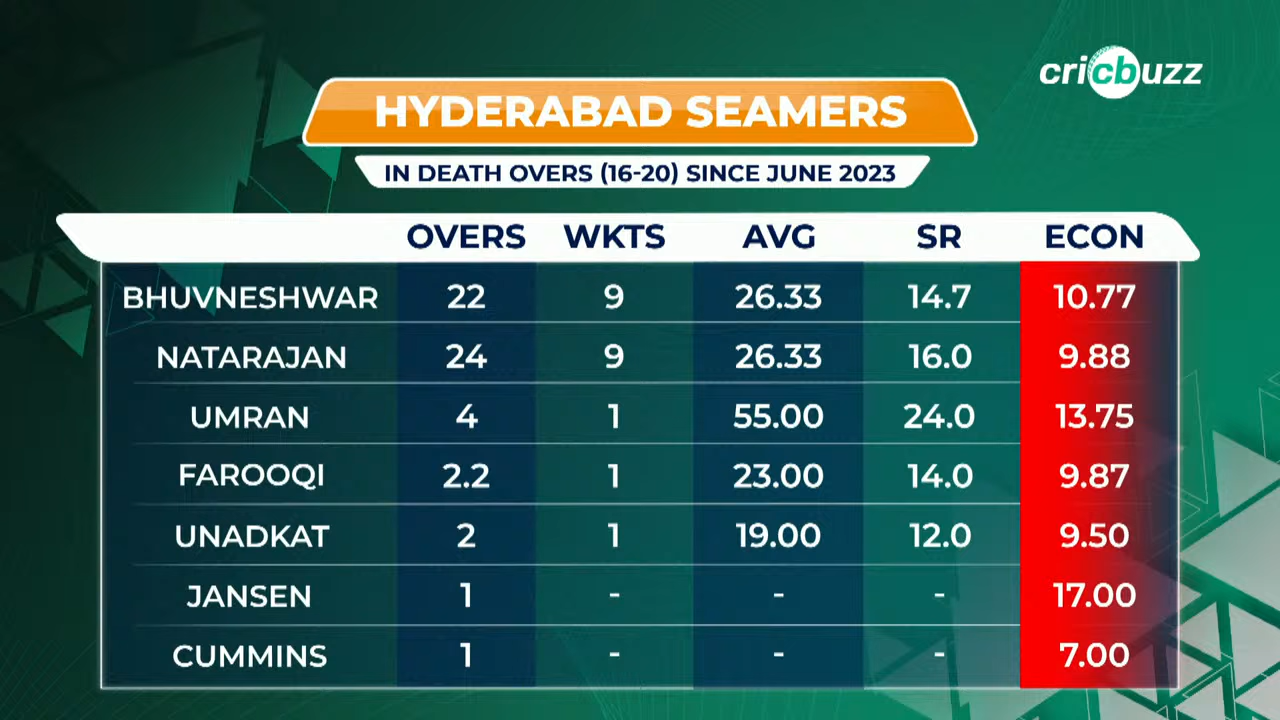 cricbuzz
HYDERABAD SEAMERS
IN DEATH OVERS (16-20) SINCE JUNE 2023
OVERS WKTS AVG SR ECON
BHUVNESHWAR 22 9 26.33 14.7 10.77
NATARAJAN 24 9 26.33 16.0 9.88
UMRAN 4 1 55.00 24.0 13.75
FAROOQI 2.2 1 23.00 14.0 9.87
UNADKAT 2 1 19.00 12.0 9.50
JANSEN 1 - - - 17.00
CUMMINS 1 - - - 7.00